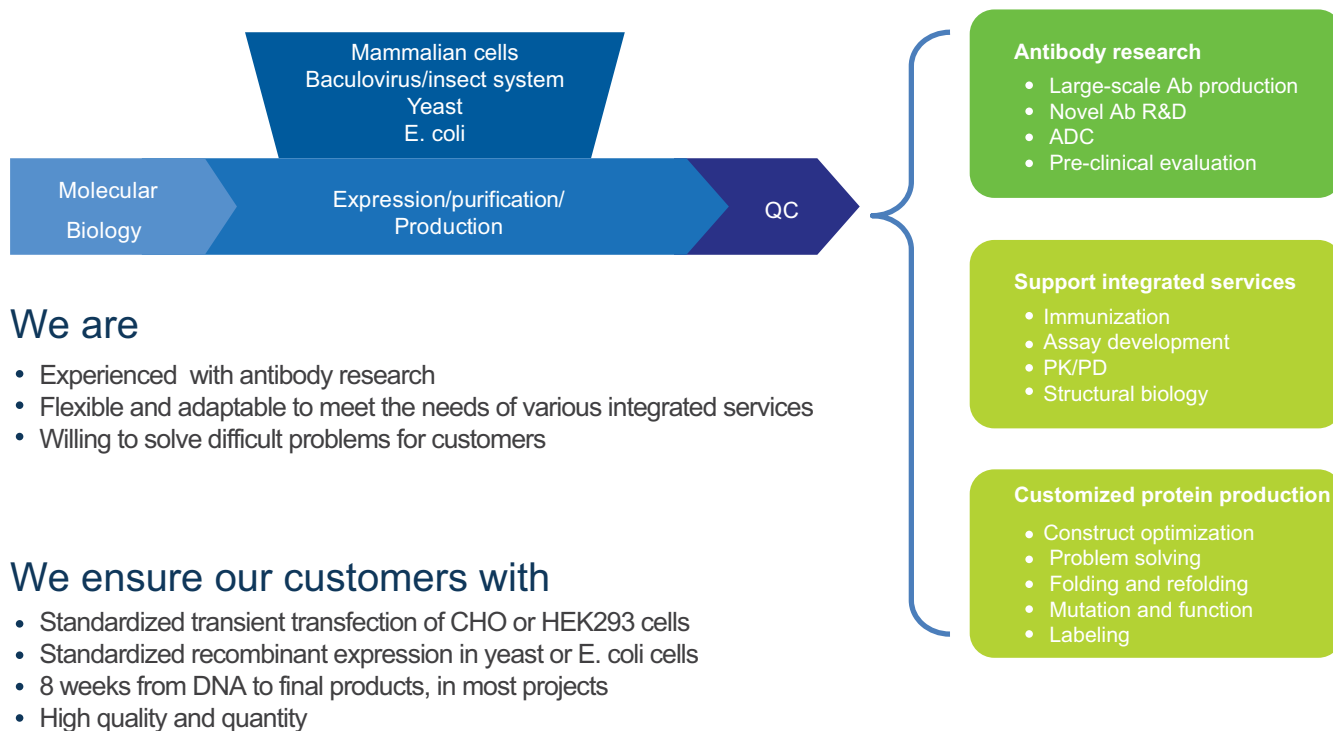 Mammalian cells
Baculovirus/insect system
Yeast
E. coli
Molecular
Biology
Expression/purification/
Production
QC
Antibody research
• Large-scale Ab production
• Novel Ab R&D
• ADC
• Pre-clinical evaluation
Support integrated services
• Immunization
• Assay development
• PK/PD
• Structural biology
Customized protein production
• Construct optimization
• Problem solving
• Folding and refolding
• Mutation and function
• Labeling
We are
• Experienced with antibody research
• Flexible and adaptable to meet the needs of various integrated services
• Willing to solve difficult problems for customers
We ensure our customers with
• Standardized transient transfection of CHO or HEK293 cells
• Standardized recombinant expression in yeast or E. coli cells
• 8 weeks from DNA to final products, in most projects
• High quality and quantity